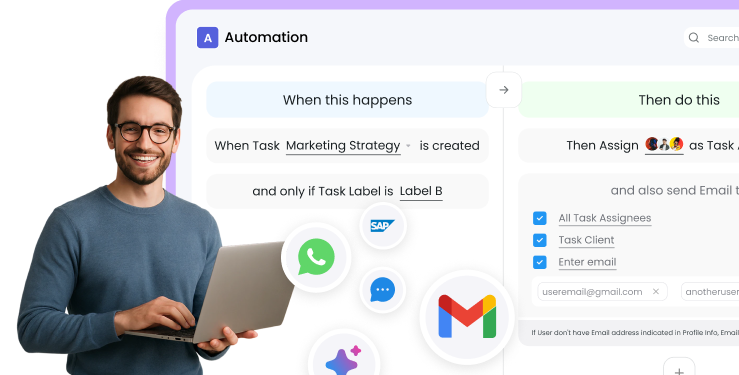 A Automation
Search
When this happens
Then do this
When Task Marketing Strategy is created
Then Assign as Task
and only if Task Label is Label B
and also send Email
All Task Assignees
Task Client
Enter email
useremail@gmail.com
SAP
If User don't have Email address indicated in Profile Info, Email